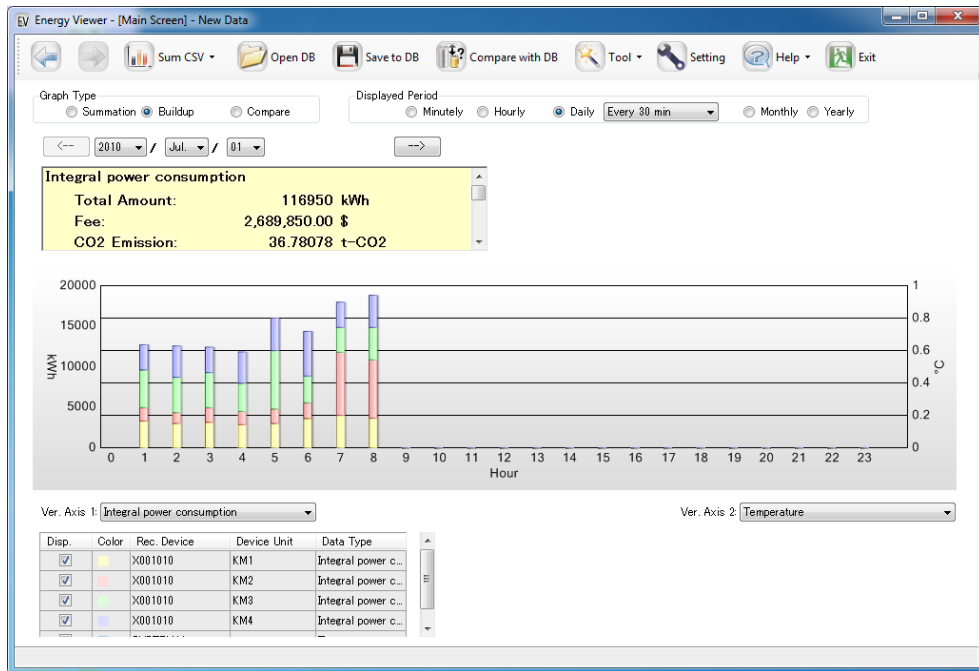 EV Energy Viewer - [Main Screen] - New Data
Sum CSV Open DB Save to DB Compare with DB Tool Setting Help Exit
Graph Type
Summation Buildup Compare
Displayed Period
Minutely Hourly Daily Every 30 min Monthly Yearly
<-- 2010 / Jul. / 01 -->
Integral power consumption
Total Amount: 116950 kWh
Fee: 2,689,850.00 $
CO2 Emission: 36.78078 t-CO2
20000 1
15000 0.8
10000 0.6
5000 0.4
0 0.2
0
kWh
°C
0 1 2 3 4 5 6 7 8 9 10 11 12 13 14 15 16 17 18 19 20 21 22 23
Hour
Ver. Axis 1: Integral power consumption Ver. Axis 2: Temperature
Disp. Color Rec. Device Device Unit Data Type
X001010 KM1 Integral power c...
X001010 KM2 Integral power c...
X001010 KM3 Integral power c...
X001010 KM4 Integral power c...